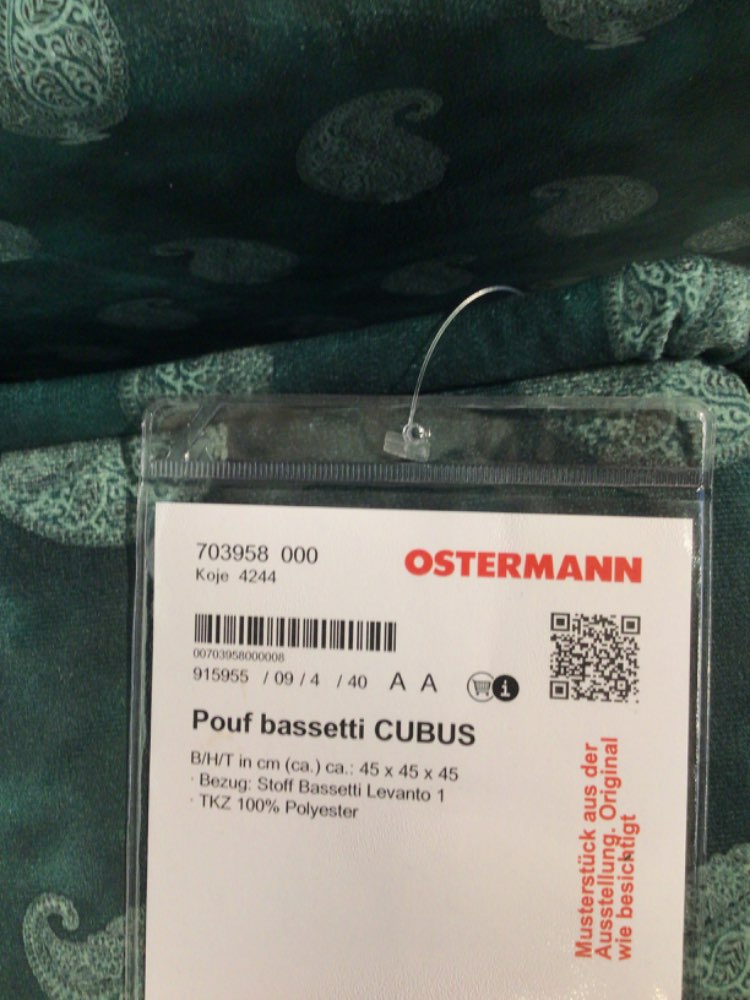 703958 000
Koje 4244
OSTERMANN
00703958000008
915955 / 09 / 4 / 40 A A
i
Pouf bassetti CUBUS
B/H/T in cm (ca.) ca.: 45 x 45 x 45
· Bezug: Stoff Bassetti Levanto 1
· TKZ 100% Polyester
Musterstück aus der
Ausstellung. Original
wie besichtigt